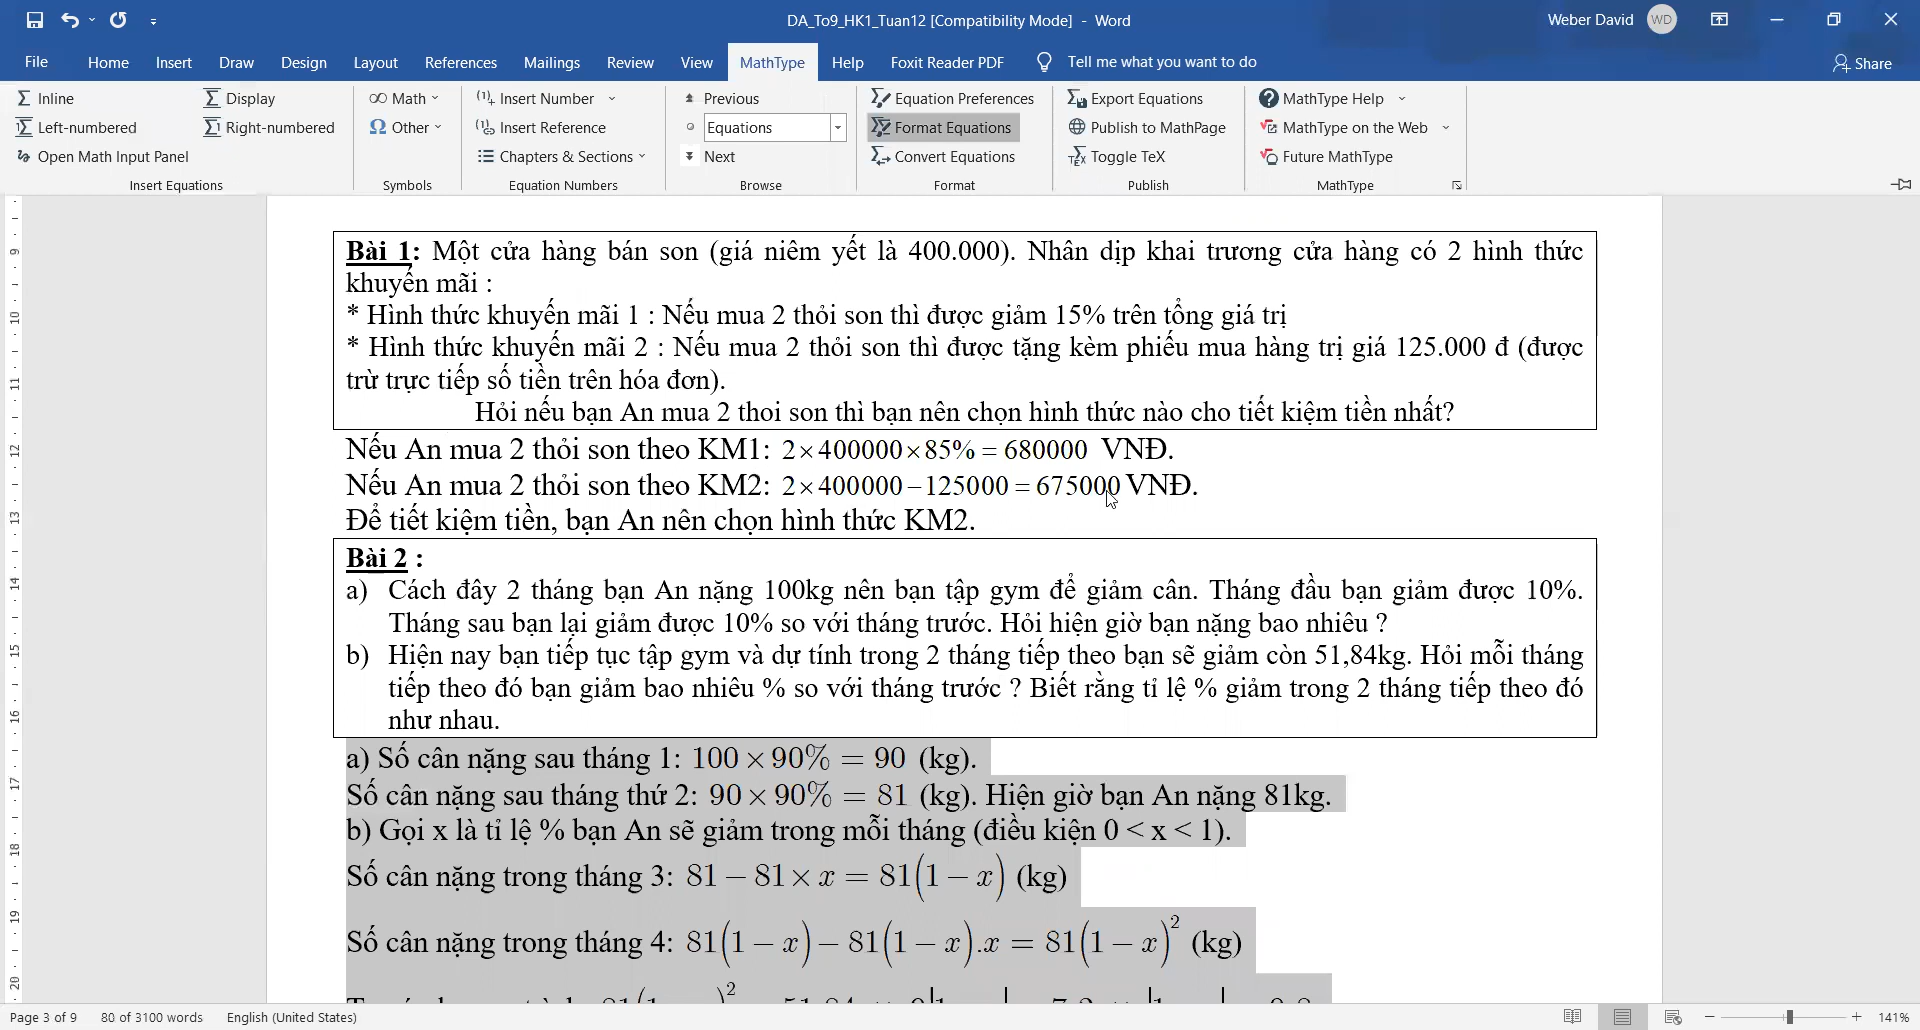 DA_To9_HK1_Tuan12 [Compatibility Mode] - Word
Weber David WD
File Home Insert Draw Design Layout References Mailings Review View MathType Help Foxit Reader PDF Tell me what you want to do Share
Inline Display
Left-numbered Right-numbered
Open Math Input Panel
Insert Equations
Math
Other
Symbols
Insert Number
Insert Reference
Chapters & Sections
Equation Numbers
Previous
Equations
Next
Browse
Equation Preferences
Format Equations
Convert Equations
Format
Export Equations
Publish to MathPage
Toggle TeX
Publish
MathType Help
MathType on the Web
Future MathType
MathType
9
10
11
12
13
14
15
16
17
18
19
20
Bài 1: Một cửa hàng bán son (giá niêm yết là 400.000). Nhân dịp khai trương cửa hàng có 2 hình thức
khuyến mãi :
* Hình thức khuyến mãi 1 : Nếu mua 2 thỏi son thì được giảm 15% trên tổng giá trị
* Hình thức khuyến mãi 2 : Nếu mua 2 thỏi son thì được tặng kèm phiếu mua hàng trị giá 125.000 đ (được
trừ trực tiếp số tiền trên hóa đơn).
Hỏi nếu bạn An mua 2 thoi son thì bạn nên chọn hình thức nào cho tiết kiệm tiền nhất?
Nếu An mua 2 thỏi son theo KM1: 2×400000×85% = 680000 VNĐ.
Nếu An mua 2 thỏi son theo KM2: 2×400000−125000 = 675000 VNĐ.
Để tiết kiệm tiền, bạn An nên chọn hình thức KM2.
Bài 2 :
a) Cách đây 2 tháng bạn An nặng 100kg nên bạn tập gym để giảm cân. Tháng đầu bạn giảm được 10%.
Tháng sau bạn lại giảm được 10% so với tháng trước. Hỏi hiện giờ bạn nặng bao nhiêu ?
b) Hiện nay bạn tiếp tục tập gym và dự tính trong 2 tháng tiếp theo bạn sẽ giảm còn 51,84kg. Hỏi mỗi tháng
tiếp theo đó bạn giảm bao nhiêu % so với tháng trước ? Biết rằng tỉ lệ % giảm trong 2 tháng tiếp theo đó
như nhau.
a) Số cân nặng sau tháng 1: 100 × 90% = 90 (kg).
Số cân nặng sau tháng thứ 2: 90 × 90% = 81 (kg). Hiện giờ bạn An nặng 81kg.
b) Gọi x là tỉ lệ % bạn An sẽ giảm trong mỗi tháng (điều kiện 0 < x < 1).
Số cân nặng trong tháng 3: 81 − 81 × x = 81(1 − x) (kg)
Số cân nặng trong tháng 4: 81(1 − x) − 81(1 − x).x = 81(1 − x)² (kg)
Page 3 of 9 80 of 3100 words English (United States) 141%